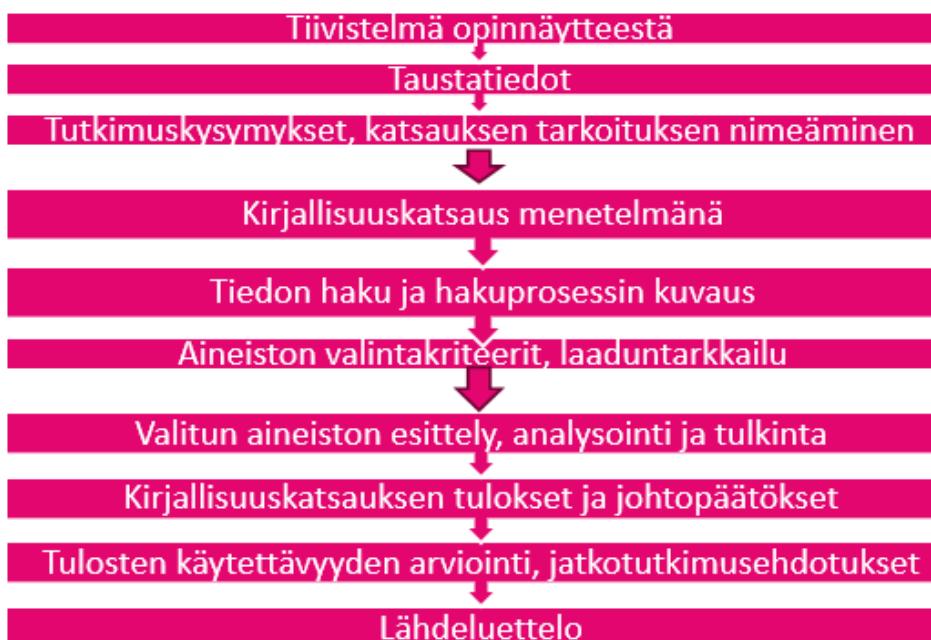 Tiivistelmä opinnäytteestä
Taustatiedot
Tutkimuskysymykset, katsauksen tarkoituksen nimeäminen
Kirjallisuuskatsaus menetelmänä
Tiedon haku ja hakuprosessin kuvaus
Aineiston valintakriteerit, laaduntarkkailu
Valitun aineiston esittely, analysointi ja tulkinta
Kirjallisuuskatsauksen tulokset ja johtopäätökset
Tulosten käytettävyyden arviointi, jatkotutkimusehdotukset
Lähdeluettelo